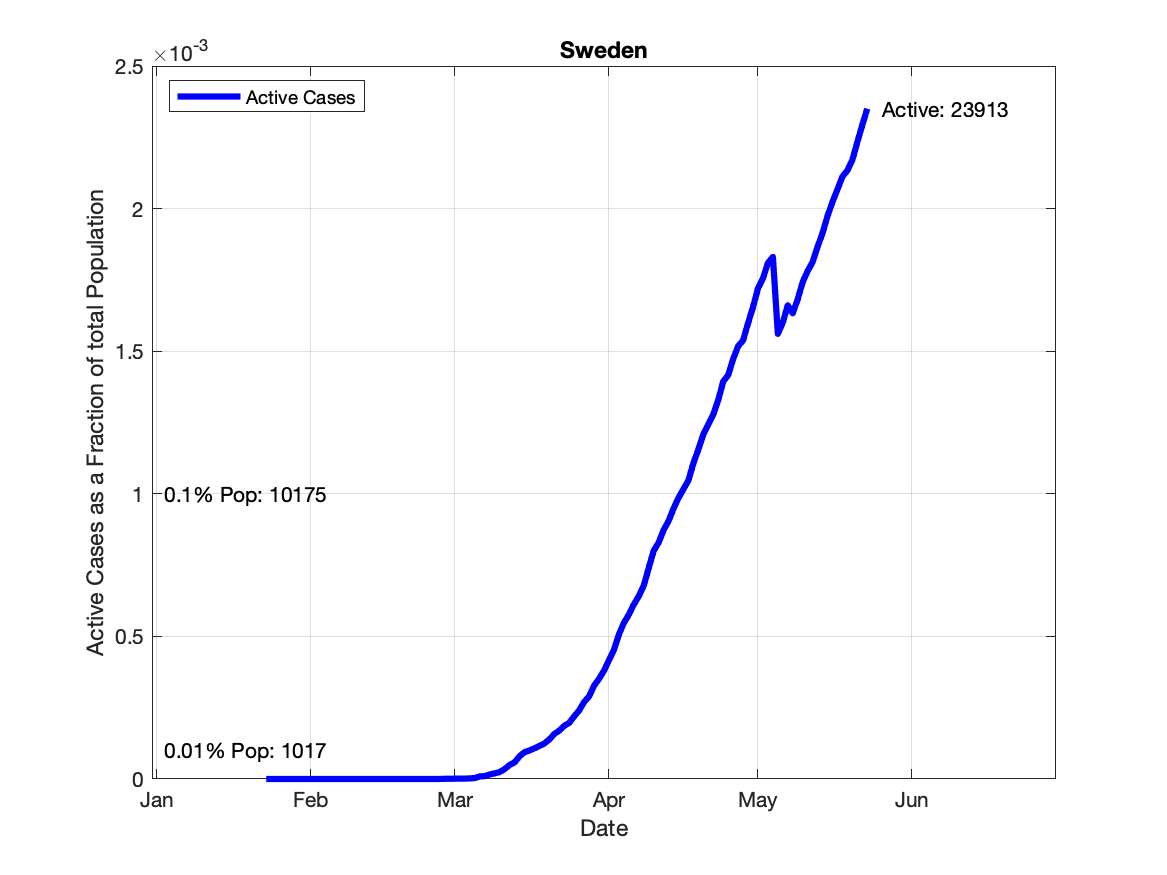 Sweden
×10-3
2.5
Active Cases
Active: 23913
2
1.5
1
0.1% Pop: 10175
0.5
0.01% Pop: 1017
0
Active Cases as a Fraction of total Population
Jan Feb Mar Apr May Jun
Date